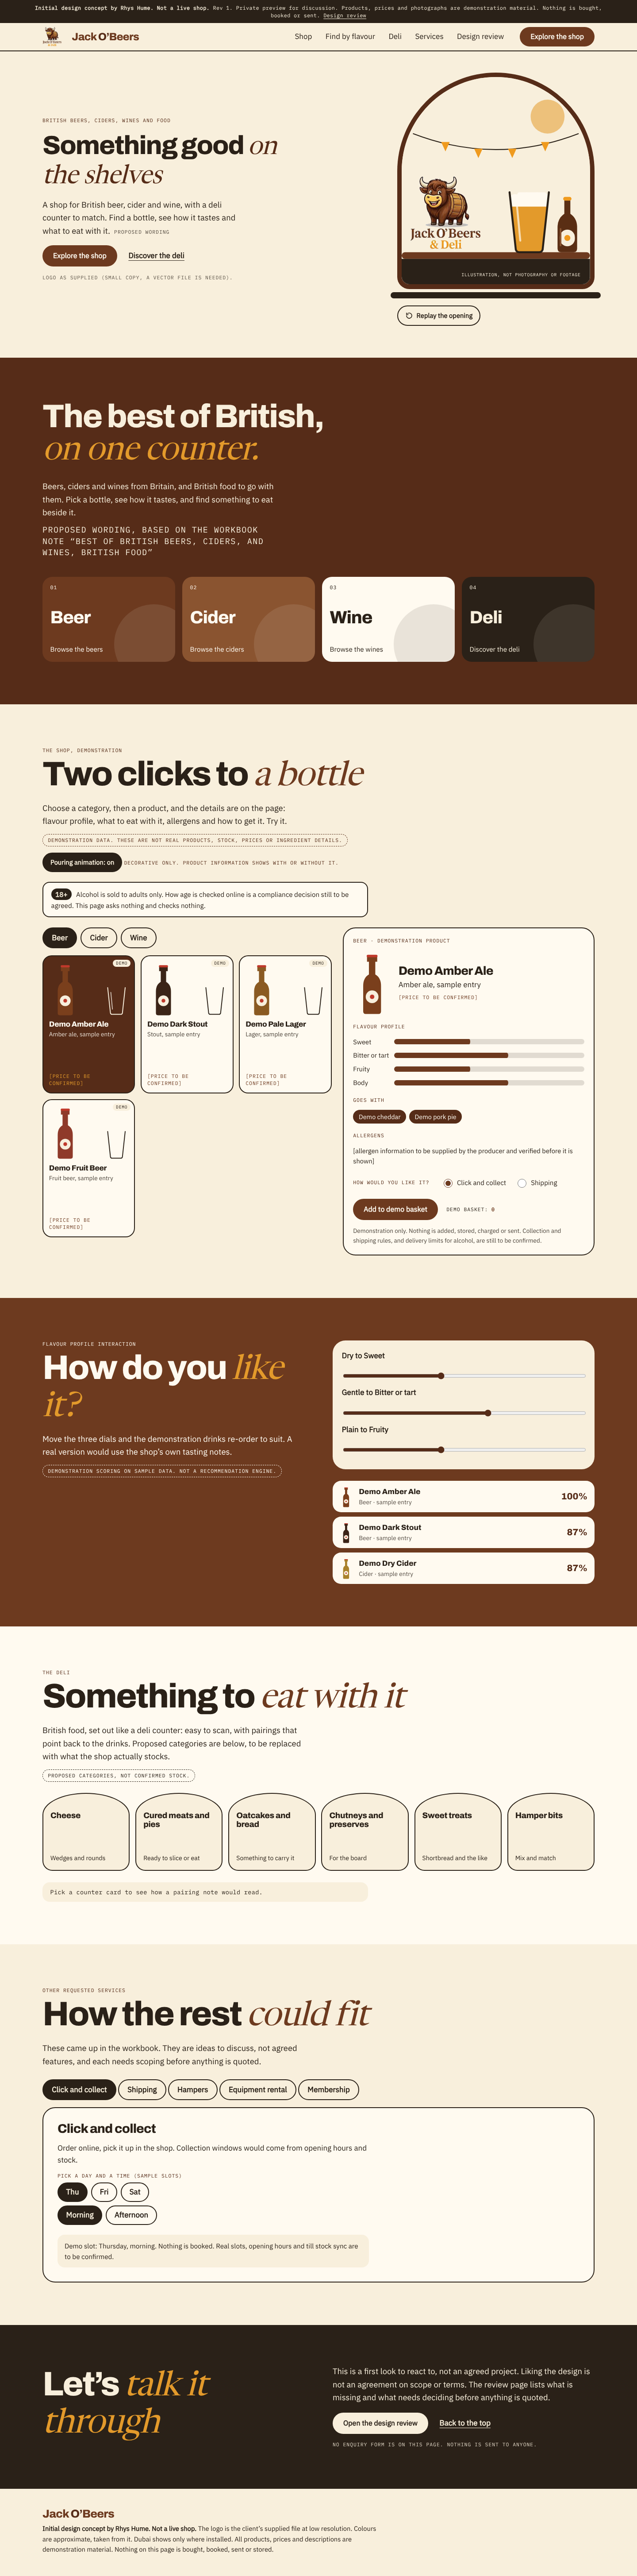 Initial design concept by Rhys Hume. Not a live shop. Rev 1. Private preview for discussion. Products, prices and photographs are demonstration material. Nothing is bought,
booked or sent. Design review
Jack O'Beers
Shop
Find by flavour
Deli
Services
Design review
Explore the shop
BRITISH BEERS, CIDERS, WINES AND FOOD
Something good on
the shelves
A shop for British beer, cider and wine, with a deli
counter to match. Find a bottle, see how it tastes and
what to eat with it. PROPOSED WORDING
Explore the shop
Discover the deli
LOGO AS SUPPLIED (SMALL COPY, A VECTOR FILE IS NEEDED).
Jack O'Beers
& Deli
ILLUSTRATION, NOT PHOTOGRAPHY OR FOOTAGE
Replay the opening
The best of British,
on one counter.
Beers, ciders and wines from Britain, and British food to go with
them. Pick a bottle, see how it tastes, and find something to eat
beside it.
PROPOSED WORDING, BASED ON THE WORKBOOK
NOTE “BEST OF BRITISH BEERS, CIDERS, AND
WINES, BRITISH FOOD”
01
Beer
Browse the beers
02
Cider
Browse the ciders
03
Wine
Browse the wines
04
Deli
Discover the deli
THE SHOP, DEMONSTRATION
Two clicks to a bottle
Choose a category, then a product, and the details are on the page:
flavour profile, what to eat with it, allergens and how to get it. Try it.
DEMONSTRATION DATA. THESE ARE NOT REAL PRODUCTS, STOCK, PRICES OR INGREDIENT DETAILS.
Pouring animation: on
DECORATIVE ONLY. PRODUCT INFORMATION SHOWS WITH OR WITHOUT IT.
18+ Alcohol is sold to adults only. How age is checked online is a compliance decision still to be
agreed. This page asks nothing and checks nothing.
Beer
Cider
Wine
DEMO
Demo Amber Ale
Amber ale, sample entry
[PRICE TO BE
CONFIRMED]
DEMO
Demo Dark Stout
Stout, sample entry
[PRICE TO BE
CONFIRMED]
DEMO
Demo Pale Lager
Lager, sample entry
[PRICE TO BE
CONFIRMED]
DEMO
Demo Fruit Beer
Fruit beer, sample entry
[PRICE TO BE
CONFIRMED]
BEER · DEMONSTRATION PRODUCT
Demo Amber Ale
Amber ale, sample entry
[PRICE TO BE CONFIRMED]
FLAVOUR PROFILE
Sweet
Bitter or tart
Fruity
Body
GOES WITH
Demo cheddar
Demo pork pie
ALLERGENS
[allergen information to be supplied by the producer and verified before it is
shown]
HOW WOULD YOU LIKE IT?
Click and collect
Shipping
Add to demo basket
DEMO BASKET: 0
Demonstration only. Nothing is added, stored, charged or sent. Collection and
shipping rules, and delivery limits for alcohol, are still to be confirmed.
FLAVOUR PROFILE INTERACTION
How do you like
it?
Move the three dials and the demonstration drinks re-order to suit. A
real version would use the shop's own tasting notes.
DEMONSTRATION SCORING ON SAMPLE DATA. NOT A RECOMMENDATION ENGINE.
Dry to Sweet
Gentle to Bitter or tart
Plain to Fruity
Demo Amber Ale
Beer · sample entry
100%
Demo Dark Stout
Beer · sample entry
87%
Demo Dry Cider
Cider · sample entry
87%
THE DELI
Something to eat with it
British food, set out like a deli counter: easy to scan, with pairings that
point back to the drinks. Proposed categories are below, to be replaced
with what the shop actually stocks.
PROPOSED CATEGORIES, NOT CONFIRMED STOCK.
Cheese
Wedges and rounds
Cured meats and
pies
Ready to slice or eat
Oatcakes and
bread
Something to carry it
Chutneys and
preserves
For the board
Sweet treats
Shortbread and the like
Hamper bits
Mix and match
Pick a counter card to see how a pairing note would read.
OTHER REQUESTED SERVICES
How the rest could fit
These came up in the workbook. They are ideas to discuss, not agreed
features, and each needs scoping before anything is quoted.
Click and collect
Shipping
Hampers
Equipment rental
Membership
Click and collect
Order online, pick it up in the shop. Collection windows would come from opening hours and
stock.
PICK A DAY AND A TIME (SAMPLE SLOTS)
Thu
Fri
Sat
Morning
Afternoon
Demo slot: Thursday, morning. Nothing is booked. Real slots, opening hours and till stock sync are
to be confirmed.
Let's talk it
through
This is a first look to react to, not an agreed project. Liking the design is
not an agreement on scope or terms. The review page lists what is
missing and what needs deciding before anything is quoted.
Open the design review
Back to the top
NO ENQUIRY FORM IS ON THIS PAGE. NOTHING IS SENT TO ANYONE.
Jack O'Beers
Initial design concept by Rhys Hume. Not a live shop. The logo is the client's supplied file at low resolution. Colours
are approximate, taken from it. Dubai shows only where installed. All products, prices and descriptions are
demonstration material. Nothing on this page is bought, booked, sent or stored.